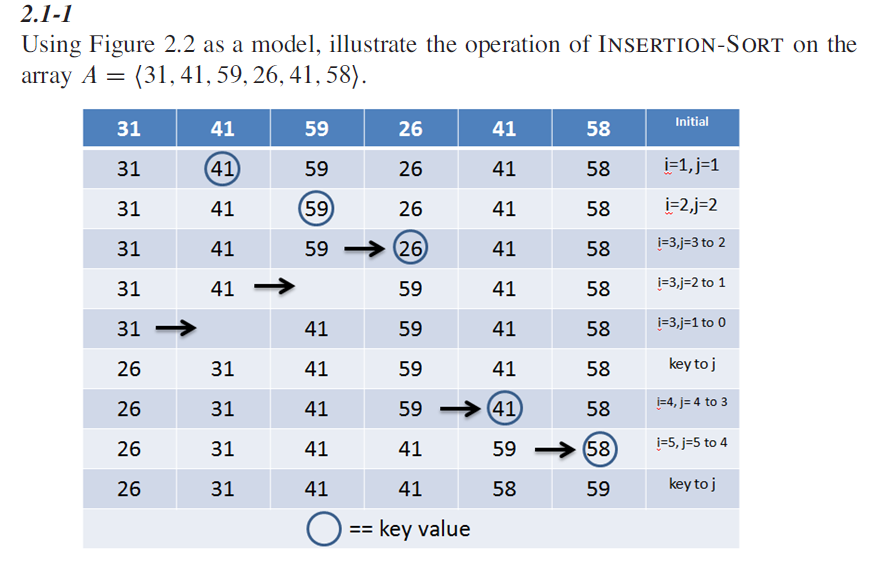 2.1-1
Using Figure 2.2 as a model, illustrate the operation of INSERTION-SORT on the
array A = ⟨31, 41, 59, 26, 41, 58⟩.
31 41 59 26 41 58 Initial
31 41 59 26 41 58 i=1,j=1
31 41 59 26 41 58 i=2,j=2
31 41 59 → 26 41 58 i=3,j=3 to 2
31 41 → 59 41 58 i=3,j=2 to 1
31 → 41 59 41 58 i=3,j=1 to 0
26 31 41 59 41 58 key to j
26 31 41 59 → 41 58 i=4, j= 4 to 3
26 31 41 41 59 → 58 i=5, j=5 to 4
26 31 41 41 58 59 key to j
== key value